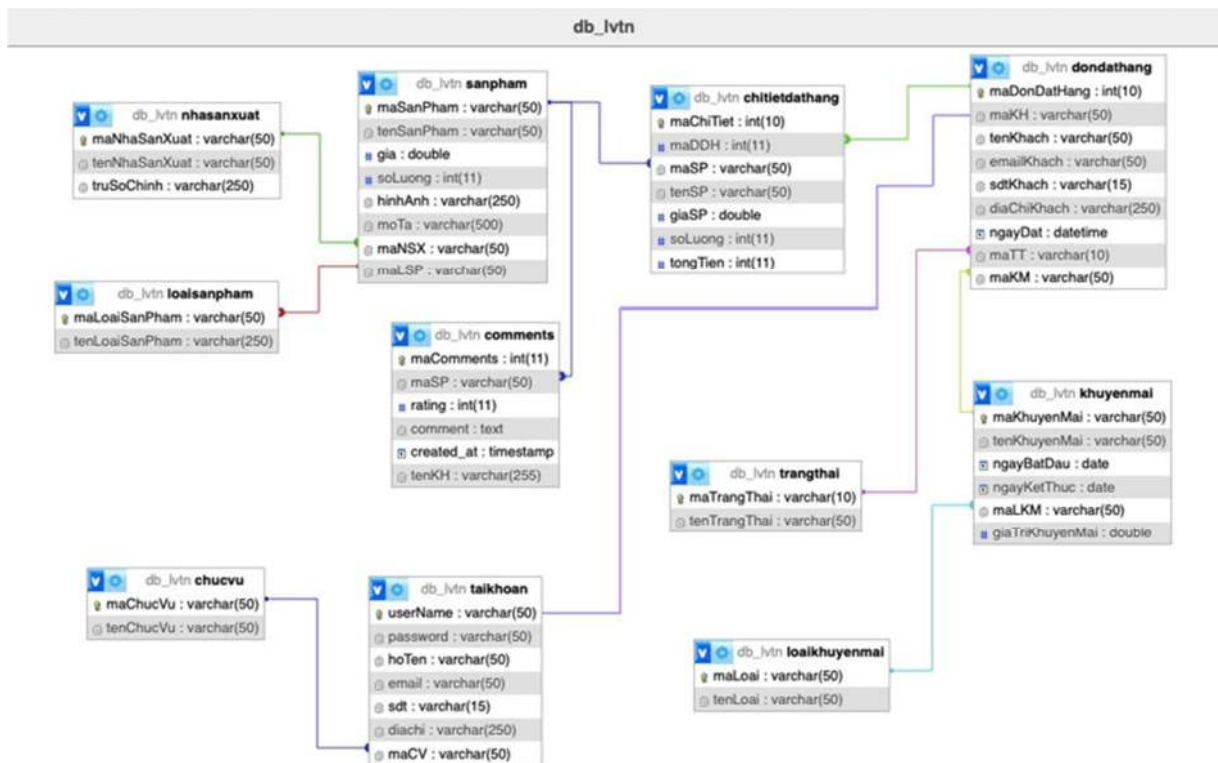 db_lvtn
db_lvtn nhasanxuat
maNhaSanXuat : varchar(50)
tenNhaSanXuat : varchar(50)
truSoChinh : varchar(250)
db_lvtn sanpham
maSanPham : varchar(50)
tenSanPham : varchar(50)
gia : double
soLuong : int(11)
hinhAnh : varchar(250)
moTa : varchar(500)
maNSX : varchar(50)
maLSP : varchar(50)
db_lvtn chitietdathang
maChiTiet : int(10)
maDDH : int(11)
maSP : varchar(50)
tenSP : varchar(50)
giaSP : double
soLuong : int(11)
tongTien : int(11)
db_lvtn dondathang
maDonDatHang : int(10)
maKH : varchar(50)
tenKhach : varchar(50)
emailKhach : varchar(50)
sdtKhach : varchar(15)
diaChiKhach : varchar(250)
ngayDat : datetime
maTT : varchar(10)
maKM : varchar(50)
db_lvtn loaisanpham
maLoaiSanPham : varchar(50)
tenLoaiSanPham : varchar(250)
db_lvtn comments
maComments : int(11)
maSP : varchar(50)
rating : int(11)
comment : text
created_at : timestamp
tenKH : varchar(255)
db_lvtn khuyenmai
maKhuyenMai : varchar(50)
tenKhuyenMai : varchar(50)
ngayBatDau : date
ngayKetThuc : date
maLKM : varchar(50)
giaTriKhuyenMai : double
db_lvtn trangthai
maTrangThai : varchar(10)
tenTrangThai : varchar(50)
db_lvtn chucvu
maChucVu : varchar(50)
tenChucVu : varchar(50)
db_lvtn taikhoan
userName : varchar(50)
password : varchar(50)
hoTen : varchar(50)
email : varchar(50)
sdt : varchar(15)
diachi : varchar(250)
maCV : varchar(50)
db_lvtn loaikhuyenmai
maLoai : varchar(50)
tenLoai : varchar(50)